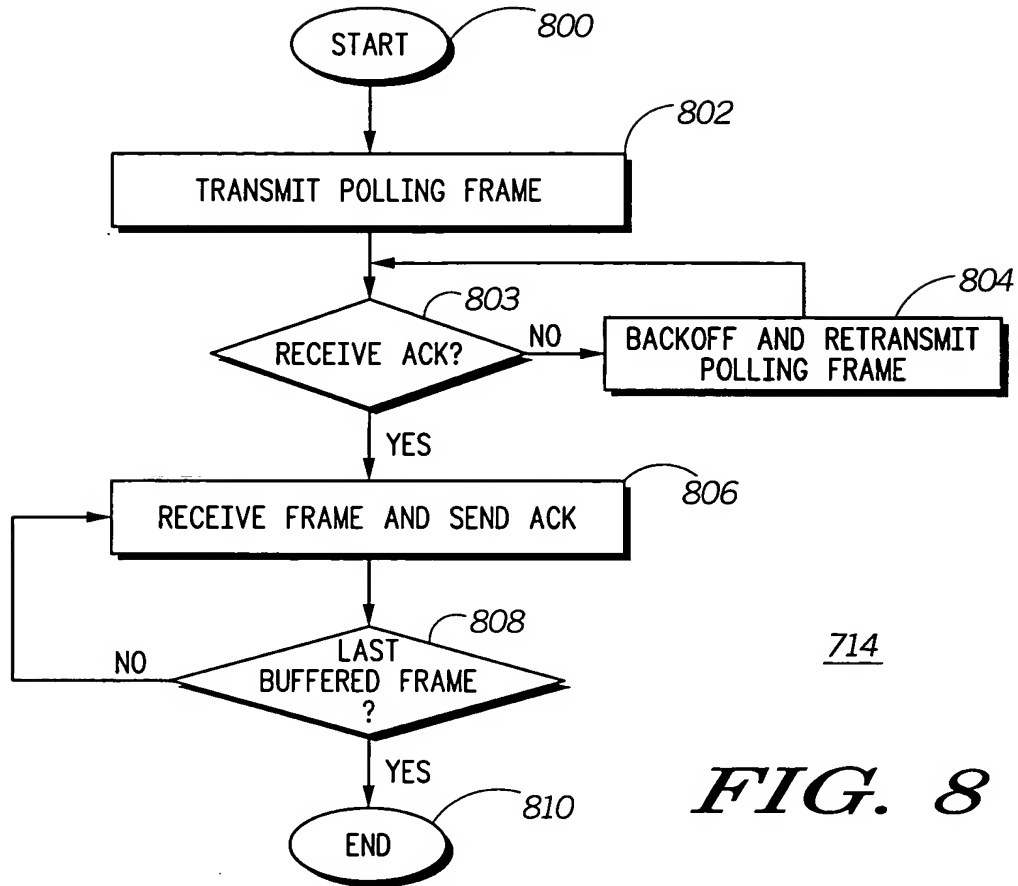 START
800
802
TRANSMIT POLLING FRAME
803
804
RECEIVE ACK?
NO
BACKOFF AND RETRANSMIT
POLLING FRAME
YES
806
RECEIVE FRAME AND SEND ACK
808
NO
LAST
BUFFERED FRAME
?
714
YES
810
END
FIG. 8